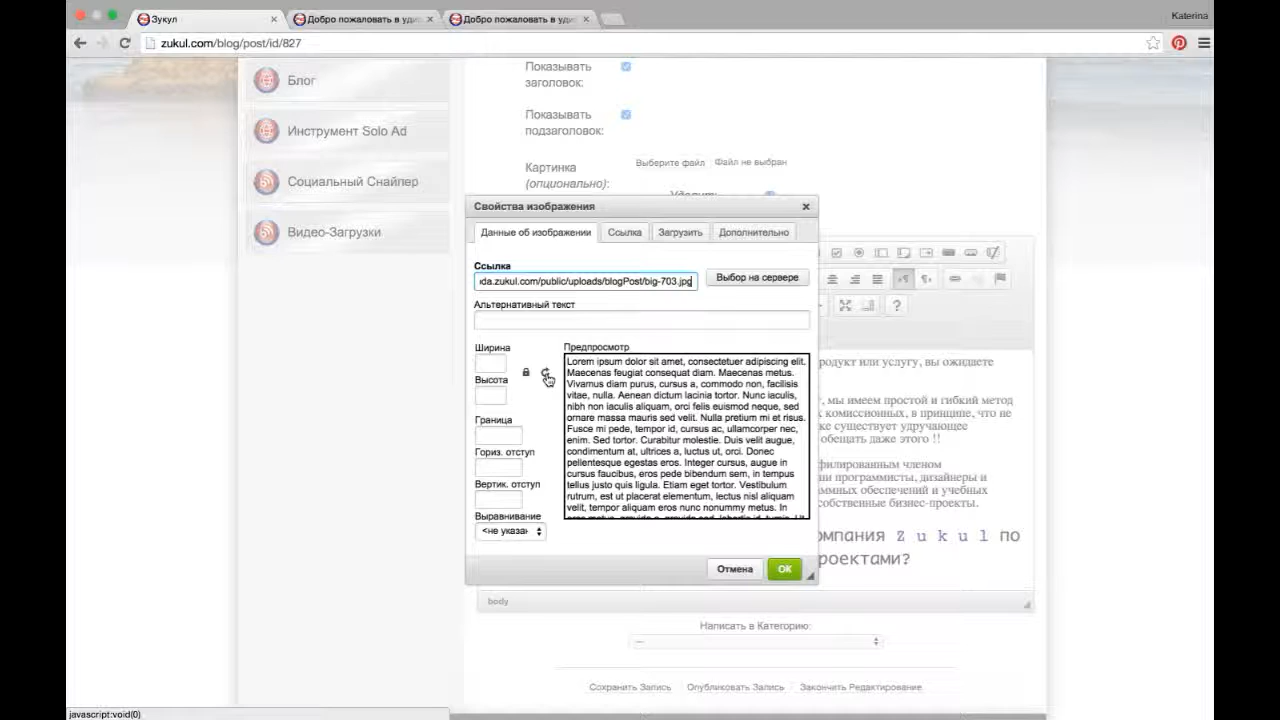 Зукул
Добро пожаловать в уди
Добро пожаловать в уди
Katerina
zukul.com/blog/post/id/827
Блог
Инструмент Solo Ad
Социальный Снайпер
Видео-Загрузки
Показывать
заголовок:
Показывать
подзаголовок:
Картинка
(опционально):
Выберите файл Файл не выбран
Свойства изображения
Данные об изображении
Ссылка
Загрузить
Дополнительно
Ссылка
da.zukul.com/public/uploads/blogPost/big-703.jpg
Выбор на сервере
Альтернативный текст
Ширина
Высота
Граница
Гориз. отступ
Вертик. отступ
Выравнивание
<не указан
Предпросмотр
Lorem ipsum dolor sit amet, consectetuer adipiscing elit.
Maecenas feugiat consequat diam. Maecenas metus.
Vivamus diam purus, cursus a, commodo non, facilisis
vitae, nulla. Aenean dictum lacinia tortor. Nunc iaculis,
nibh non iaculis aliquam, orci felis euismod neque, sed
ornare massa mauris sed velit. Nulla pretium mi et risus.
Fusce mi pede, tempor id, cursus ac, ullamcorper nec,
enim. Sed tortor. Curabitur molestie. Duis velit augue,
condimentum at, ultrices a, luctus ut, orci. Donec
pellentesque egestas eros. Integer cursus, augue in
cursus faucibus, eros pede bibendum sem, in tempus
tellus justo quis ligula. Etiam eget tortor. Vestibulum
rutrum, est ut placerat elementum, lectus nisl aliquam
velit, tempor aliquam eros nunc nonummy metus. In
Отмена
ОК
родукт или услугу, вы ожидаете
, мы имеем простой и гибкий метод
х комиссионных, в принципе, что не
же существует удручающее
обещать даже этого !!
филированным членом
ши программисты, дизайнеры и
ммных обеспечений и учебных
собственные бизнес-проекты.
омпания Zukul по
роектами?
body
Написать в Категорию:
---
Сохранить Запись
Опубликовать Запись
Закончить Редактирование
javascript:void(0)